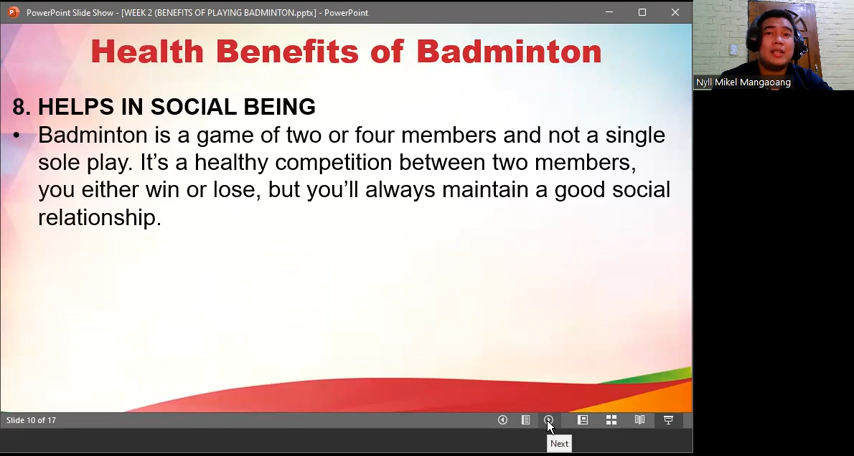 PowerPoint Slide Show - [WEEK 2 (BENEFITS OF PLAYING BADMINTON.pptx] - PowerPoint
Health Benefits of Badminton
8. HELPS IN SOCIAL BEING
• Badminton is a game of two or four members and not a single
sole play. It's a healthy competition between two members,
you either win or lose, but you'll always maintain a good social
relationship.
Nyll Mikel Mangaoang
Slide 10 of 17
Next